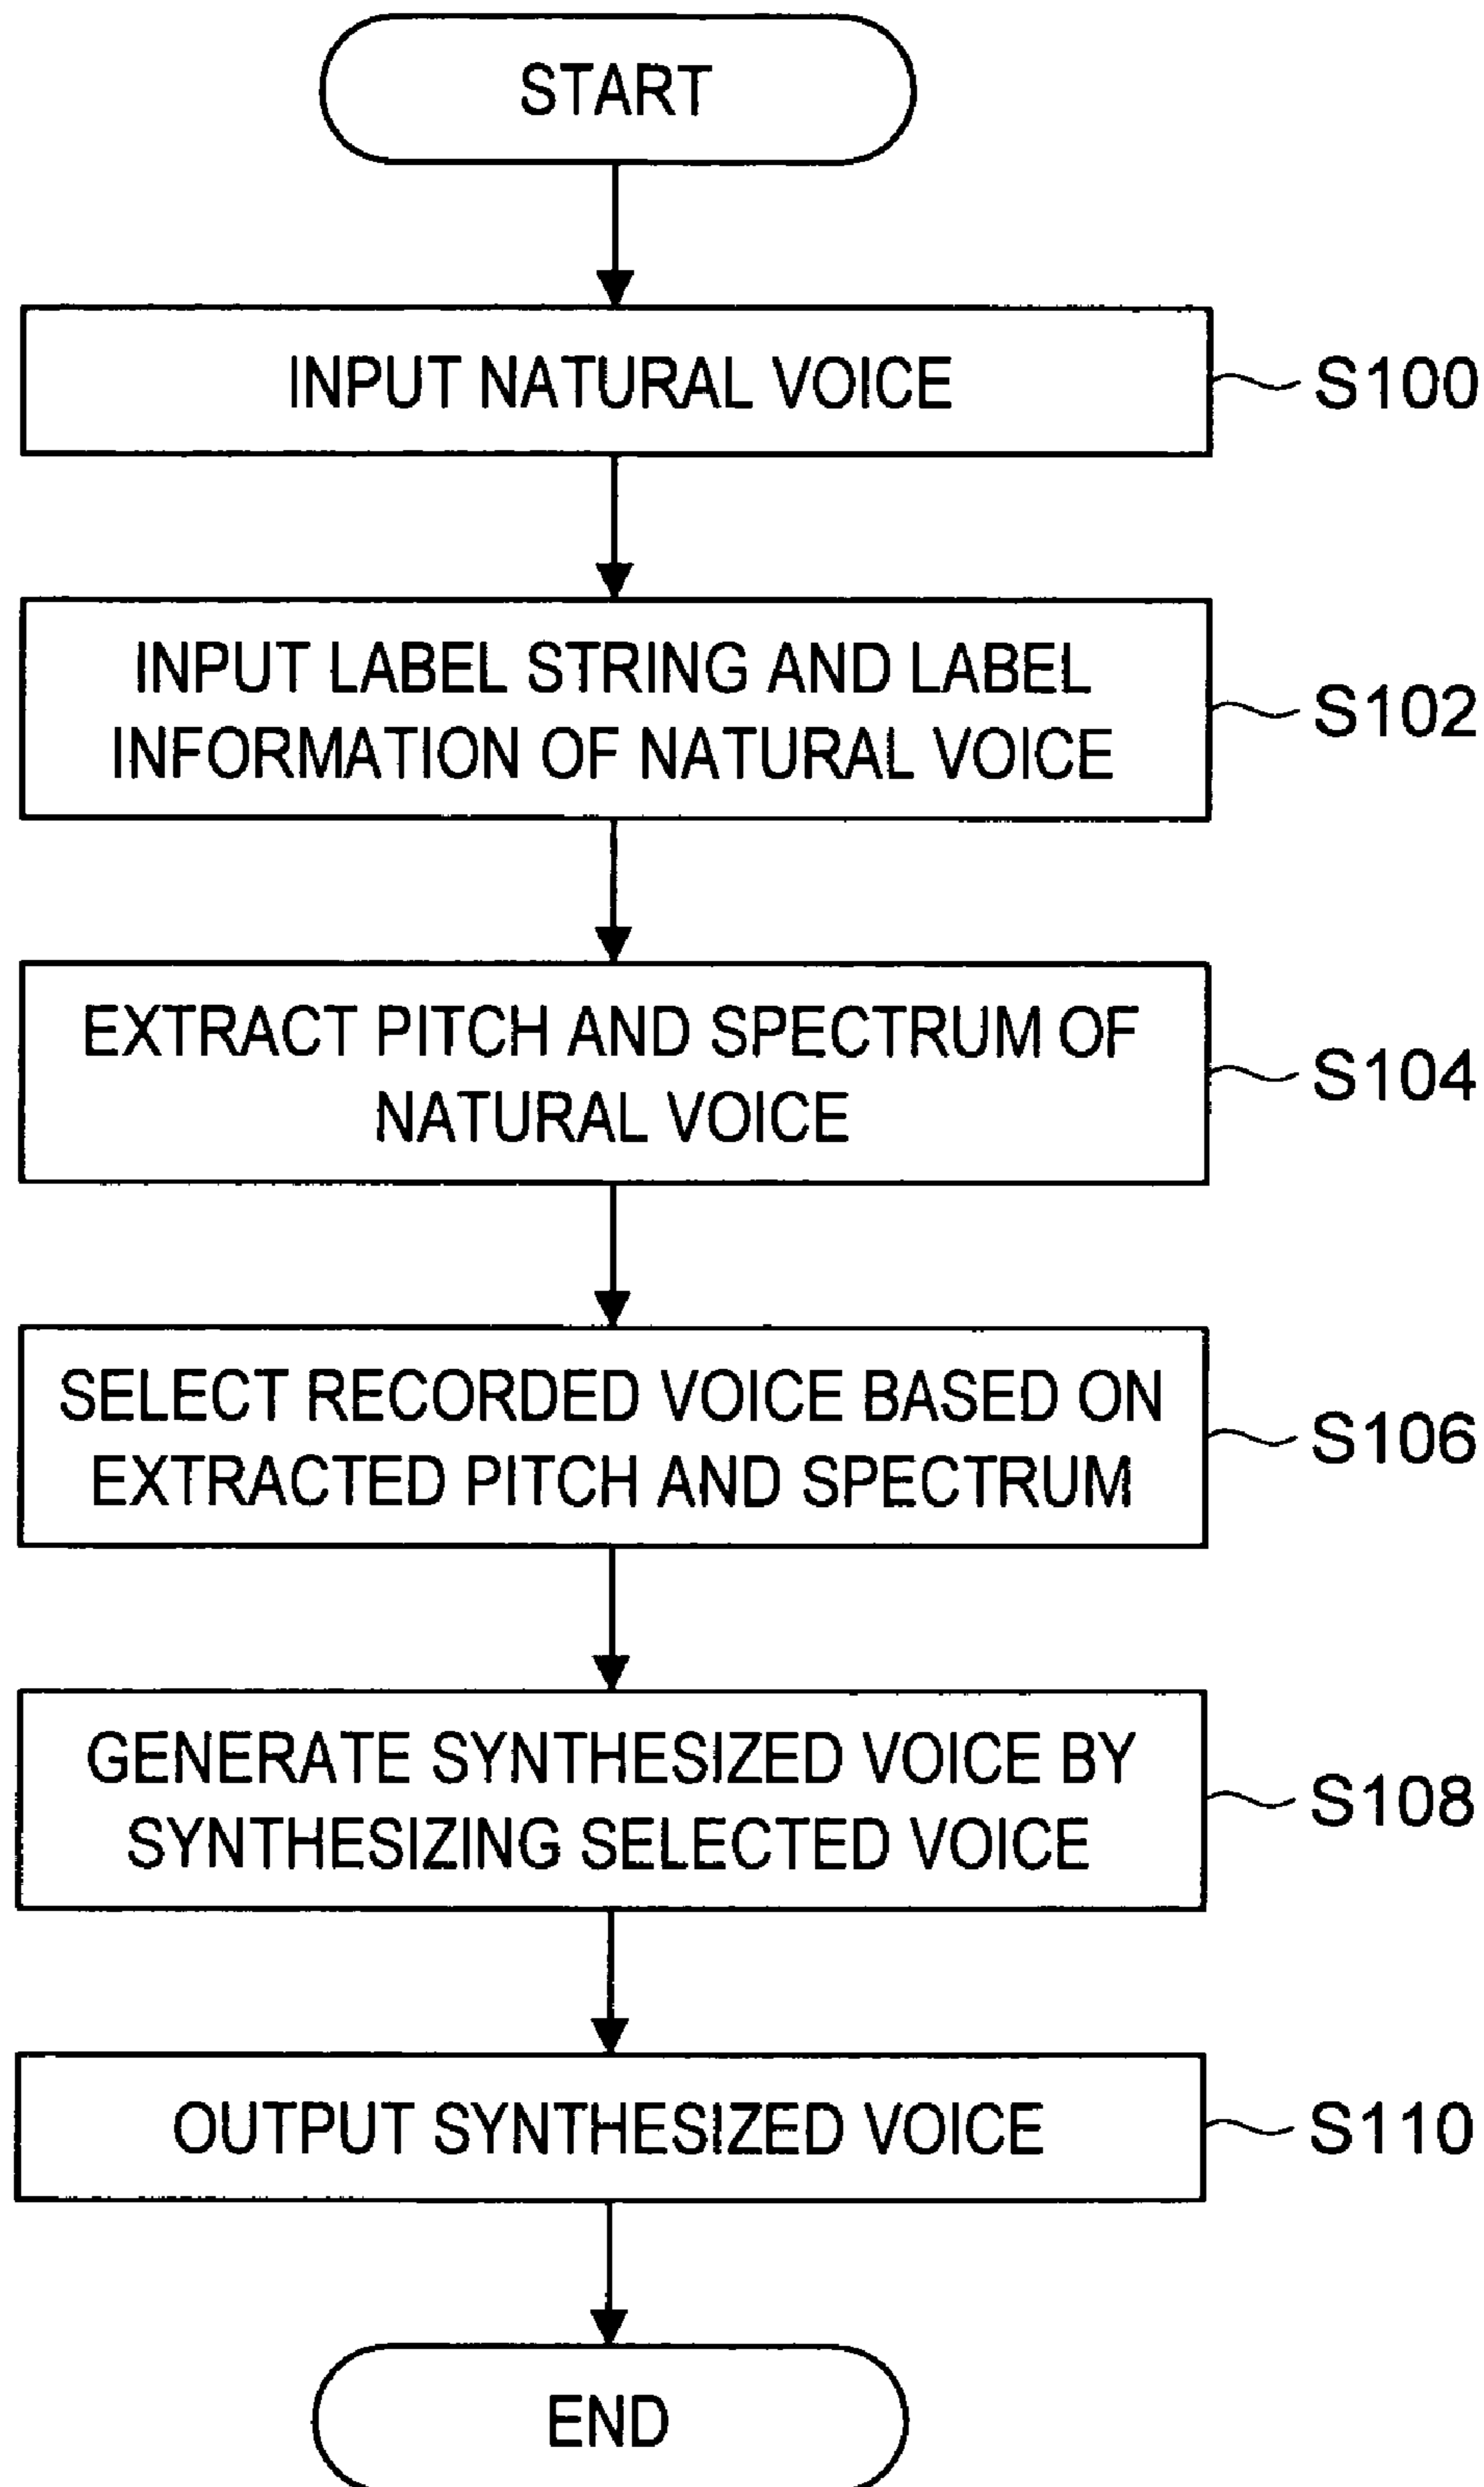 START
INPUT NATURAL VOICE
S100
INPUT LABEL STRING AND LABEL
INFORMATION OF NATURAL VOICE
S102
EXTRACT PITCH AND SPECTRUM OF
NATURAL VOICE
S104
SELECT RECORDED VOICE BASED ON
EXTRACTED PITCH AND SPECTRUM
S106
GENERATE SYNTHESIZED VOICE BY
SYNTHESIZING SELECTED VOICE
S108
OUTPUT SYNTHESIZED VOICE
S110
END